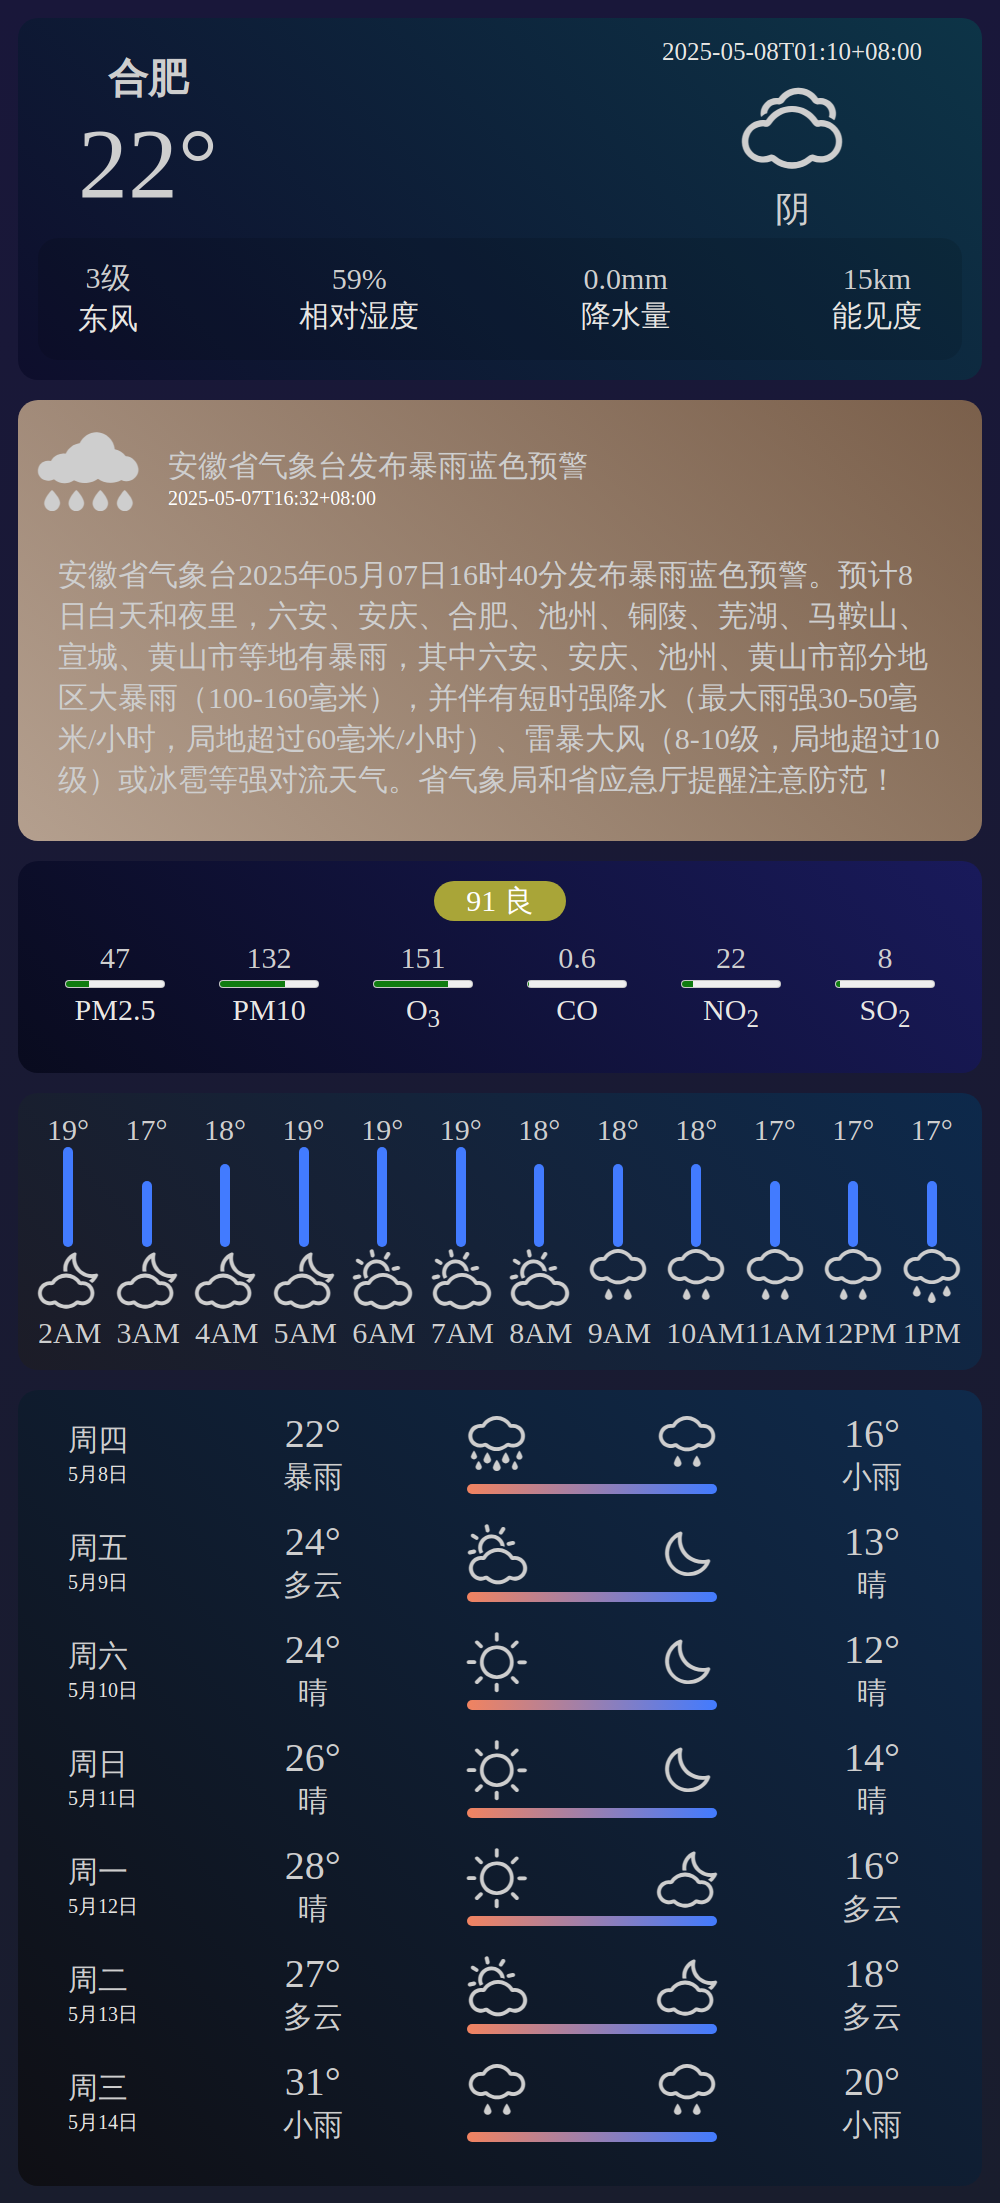 合肥
22°
2025-05-08T01:10+08:00
阴
3级 59% 0.0mm 15km
东风 相对湿度 降水量 能见度
安徽省气象台发布暴雨蓝色预警
2025-05-07T16:32+08:00
安徽省气象台2025年05月07日16时40分发布暴雨蓝色预警。预计8
日白天和夜里，六安、安庆、合肥、池州、铜陵、芜湖、马鞍山、
宣城、黄山市等地有暴雨，其中六安、安庆、池州、黄山市部分地
区大暴雨（100-160毫米），并伴有短时强降水（最大雨强30-50毫
米/小时，局地超过60毫米/小时）、雷暴大风（8-10级，局地超过10
级）或冰雹等强对流天气。省气象局和省应急厅提醒注意防范！
91 良
47 132 151 0.6 22 8
PM2.5 PM10 O3 CO NO2 SO2
19° 17° 18° 19° 19° 19° 18° 18° 18° 17° 17° 17°
2AM 3AM 4AM 5AM 6AM 7AM 8AM 9AM 10AM 11AM 12PM 1PM
周四 22° 16°
5月8日 暴雨 小雨
周五 24° 13°
5月9日 多云 晴
周六 24° 12°
5月10日 晴 晴
周日 26° 14°
5月11日 晴 晴
周一 28° 16°
5月12日 晴 多云
周二 27° 18°
5月13日 多云 多云
周三 31° 20°
5月14日 小雨 小雨